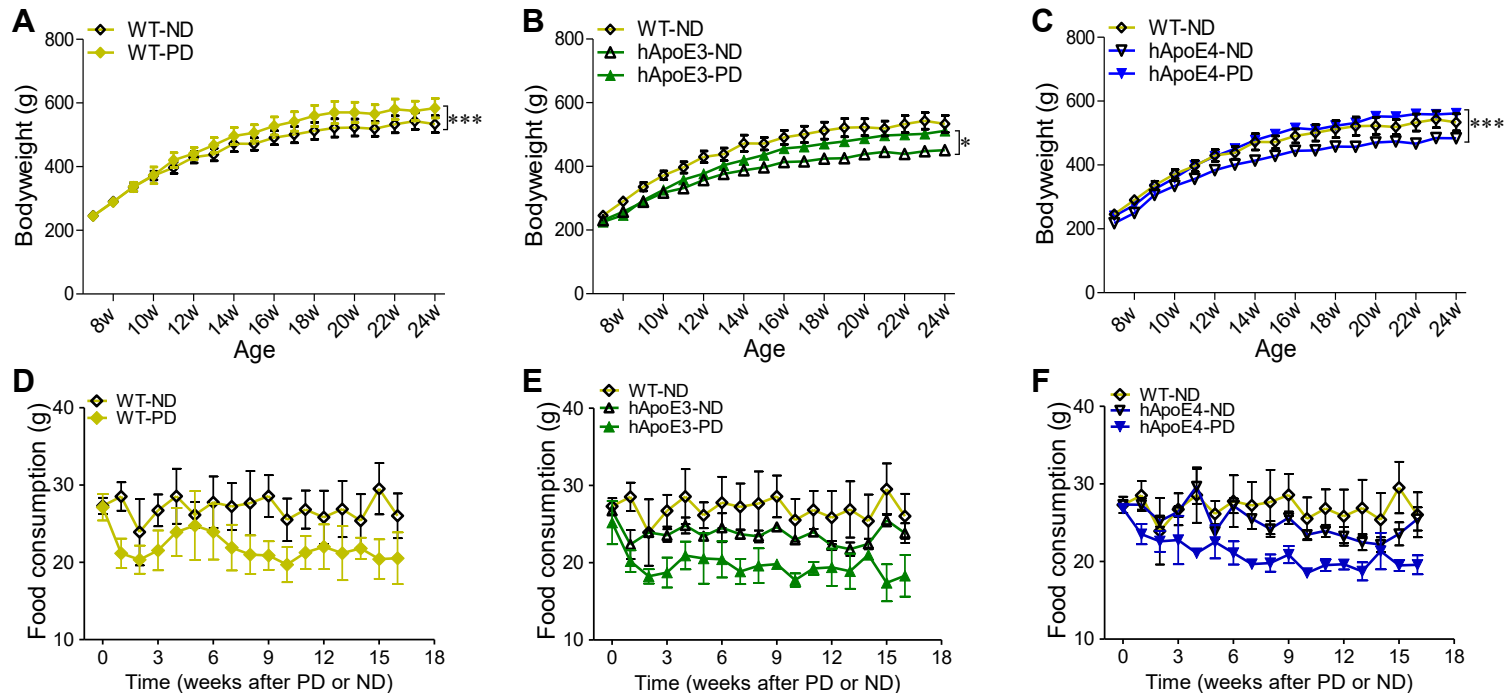 A
WT-ND
WT-PD
Bodyweight (g)
800
600
400
200
0
***
8w 10w 12w 14w 16w 18w 20w 22w 24w
Age
B
WT-ND
hApoE3-ND
hApoE3-PD
Bodyweight (g)
800
600
400
200
0
*
8w 10w 12w 14w 16w 18w 20w 22w 24w
Age
C
WT-ND
hApoE4-ND
hApoE4-PD
Bodyweight (g)
800
600
400
200
0
***
8w 10w 12w 14w 16w 18w 20w 22w 24w
Age
D
WT-ND
WT-PD
Food consumption (g)
40
30
20
10
0 3 6 9 12 15 18
Time (weeks after PD or ND)
E
WT-ND
hApoE3-ND
hApoE3-PD
Food consumption (g)
40
30
20
10
0 3 6 9 12 15 18
Time (weeks after PD or ND)
F
WT-ND
hApoE4-ND
hApoE4-PD
Food consumption (g)
40
30
20
10
0 3 6 9 12 15 18
Time (weeks after PD or ND)